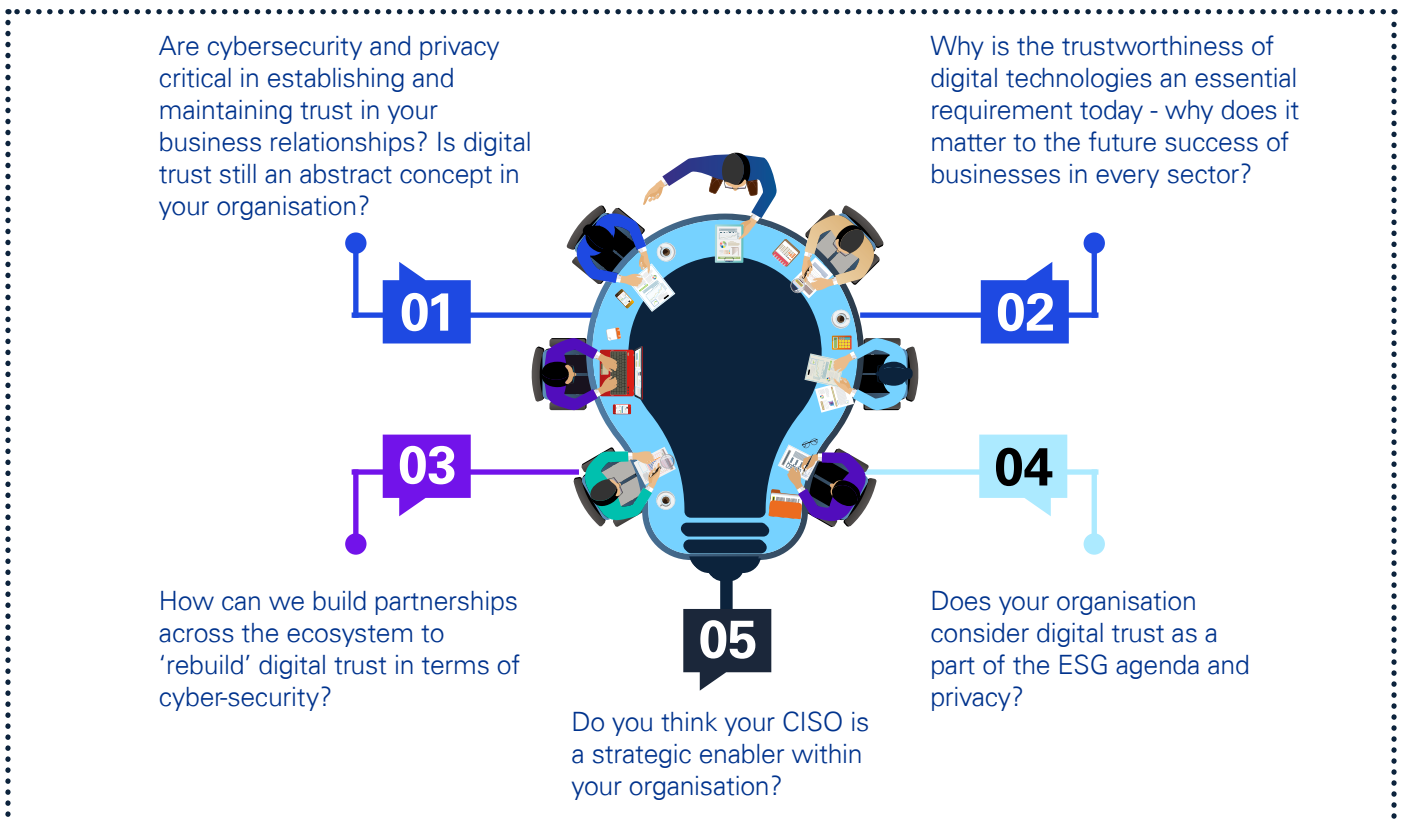 Are cybersecurity and privacy
critical in establishing and
maintaining trust in your
business relationships? Is digital
trust still an abstract concept in
your organisation?
01
Why is the trustworthiness of
digital technologies an essential
requirement today - why does it
matter to the future success of
businesses in every sector?
02
03
How can we build partnerships
across the ecosystem to
‘rebuild’ digital trust in terms of
cyber-security?
04
Does your organisation
consider digital trust as a
part of the ESG agenda and
privacy?
05
Do you think your CISO is
a strategic enabler within
your organisation?